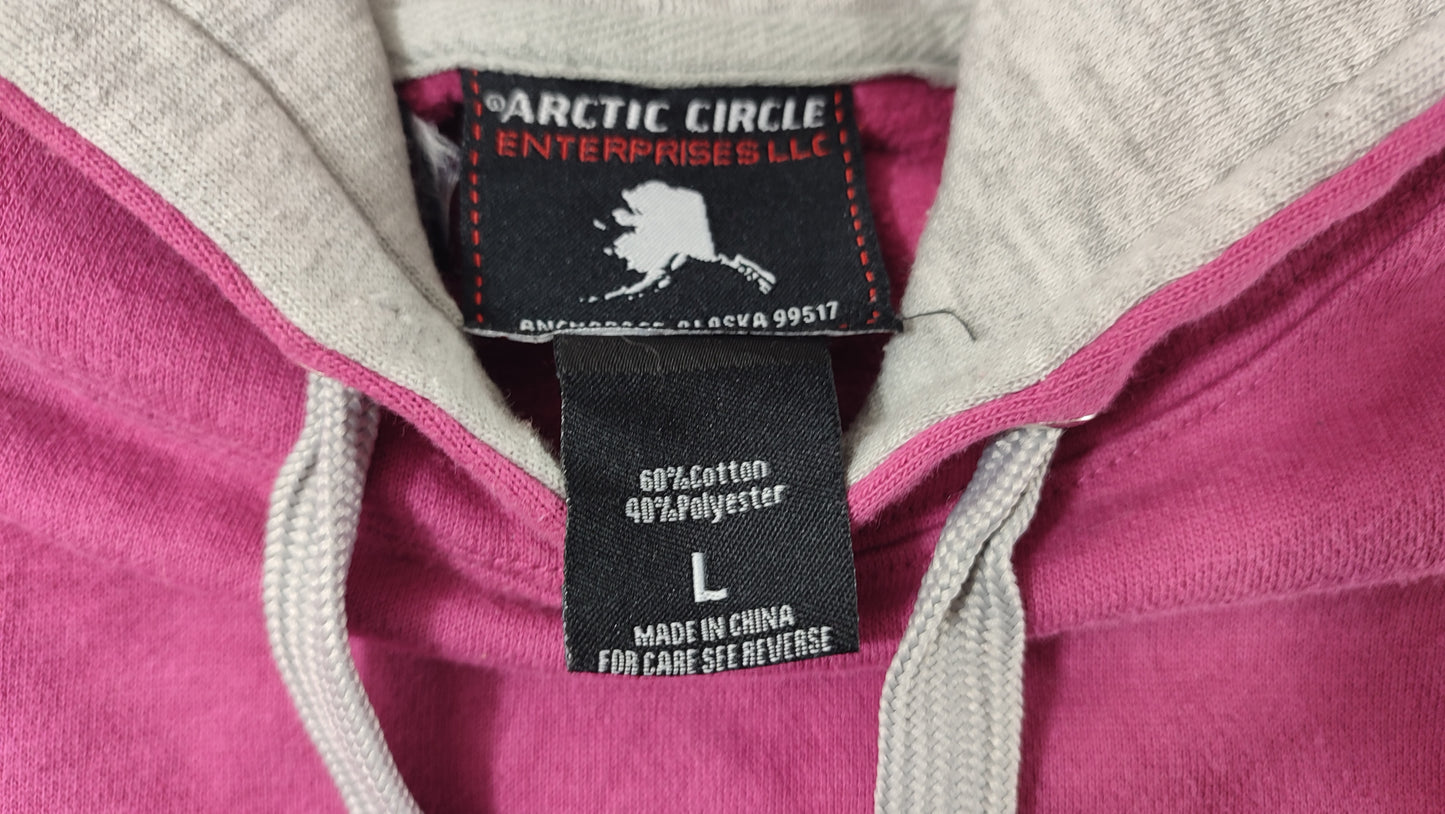 ©ARCTIC CIRCLE
ENTERPRISES LLC
ANCHORAGE ALASKA 99517
60%Cotton
40%Polyester
L
MADE IN CHINA
FOR CARE SEE REVERSE